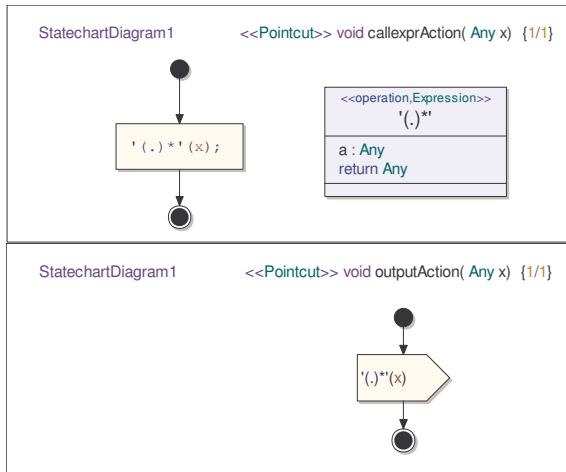 StatechartDiagram1 <<Pointcut>> void callexprAction( Any x) {1/1}
<<operation,Expression>>
'(.)*'
'(.)*'(x);
a : Any
return Any
StatechartDiagram1 <<Pointcut>> void outputAction( Any x) {1/1}
'(.)*'(x)